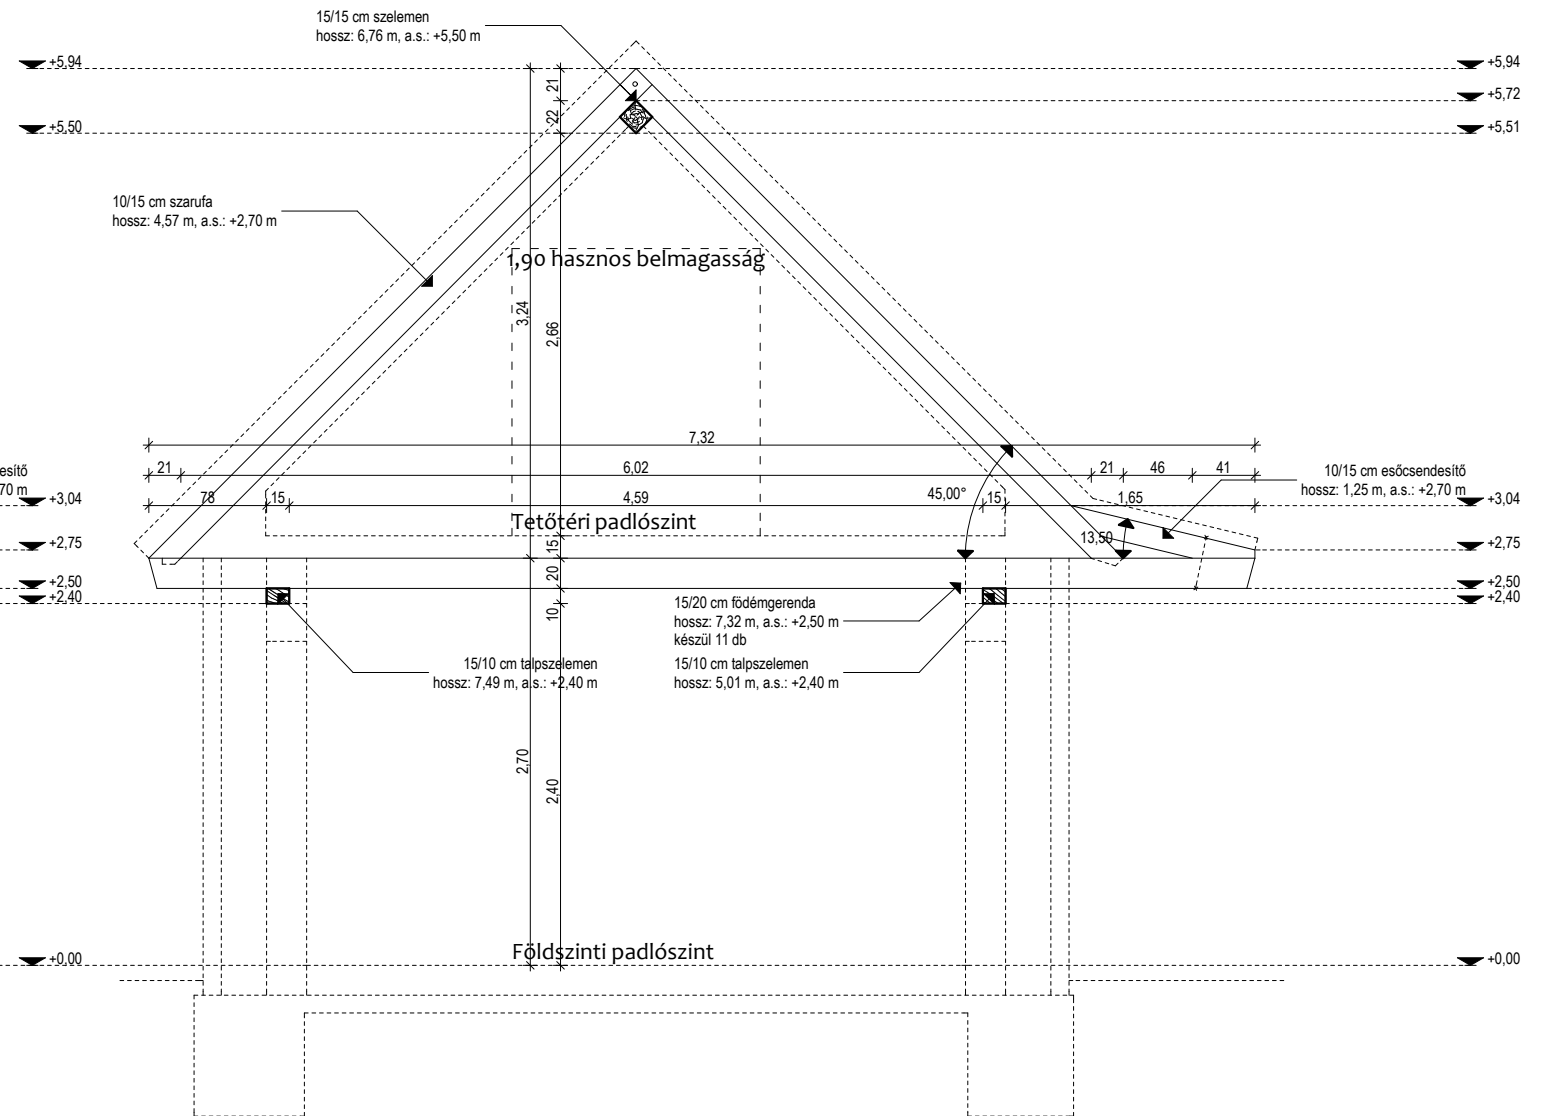 15/15 cm szelemen
hossz: 6,76 m, a.s.: +5,50 m
+5,94
+5,94
21
+5,72
22
+5,50
+5,51
10/15 cm szarufa
hossz: 4,57 m, a.s.: +2,70 m
1,90 hasznos belmagasság
3,24
2,66
7,32
esítő
70 m
21
6,02
21
46
41
10/15 cm esőcsendesítő
hossz: 1,25 m, a.s.: +2,70 m
+3,04
78
15
4,59
45,00°
15
1,65
+3,04
Tetőtéri padlószint
13,50
+2,75
15
+2,75
20
+2,50
+2,50
+2,40
+2,40
10
15/20 cm födémgerenda
hossz: 7,32 m, a.s.: +2,50 m
készül 11 db
15/10 cm talpszelemen
hossz: 7,49 m, a.s.: +2,40 m
15/10 cm talpszelemen
hossz: 5,01 m, a.s.: +2,40 m
2,70
2,40
Földszinti padlószint
+0,00
+0,00